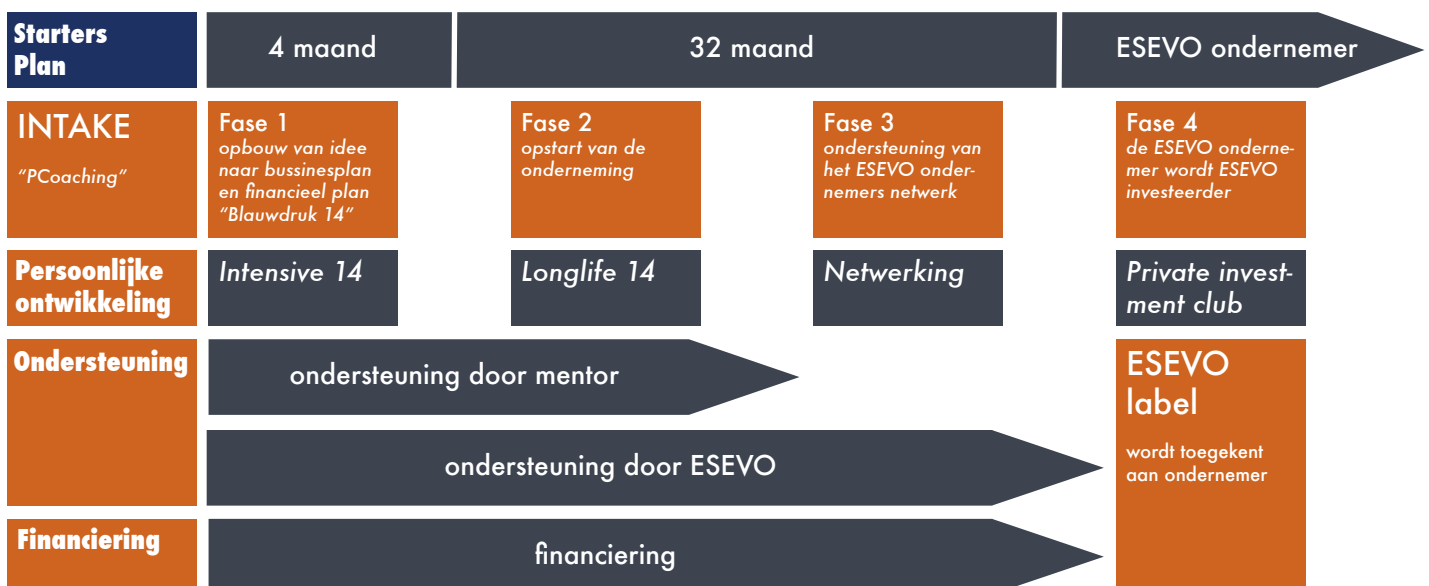 Starters
Plan
4 maand
32 maand
ESEVO ondernemer
INTAKE
"PCoaching"
Fase 1
opbouw van idee
naar bussinesplan
en financieel plan
"Blauwdruk 14"
Fase 2
opstart van de
onderneming
Fase 3
ondersteuning van
het ESEVO onder-
nemers netwerk
Fase 4
de ESEVO onderne-
mer wordt ESEVO
investeerder
Persoonlijke
ontwikkeling
Intensive 14
Longlife 14
Netwerking
Private invest-
ment club
Ondersteuning
ondersteuning door mentor
ondersteuning door ESEVO
ESEVO
label
wordt toegekent
aan ondernemer
Financiering
financiering